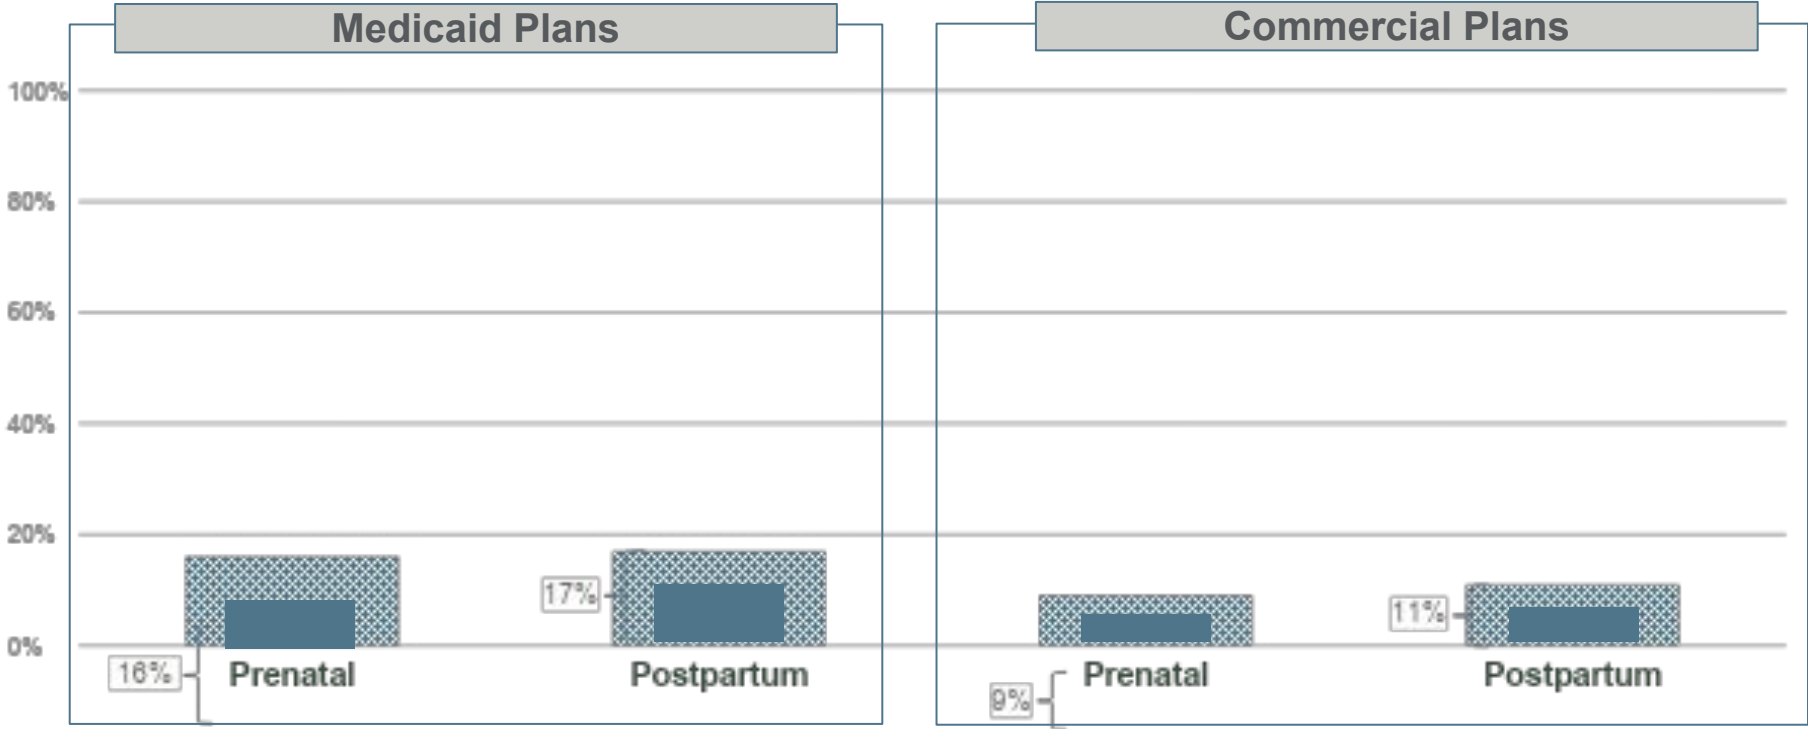 Medicaid Plans
Commercial Plans
100%
80%
60%
40%
20%
0%
16%
Prenatal
17%
Postpartum
9%
Prenatal
11%
Postpartum